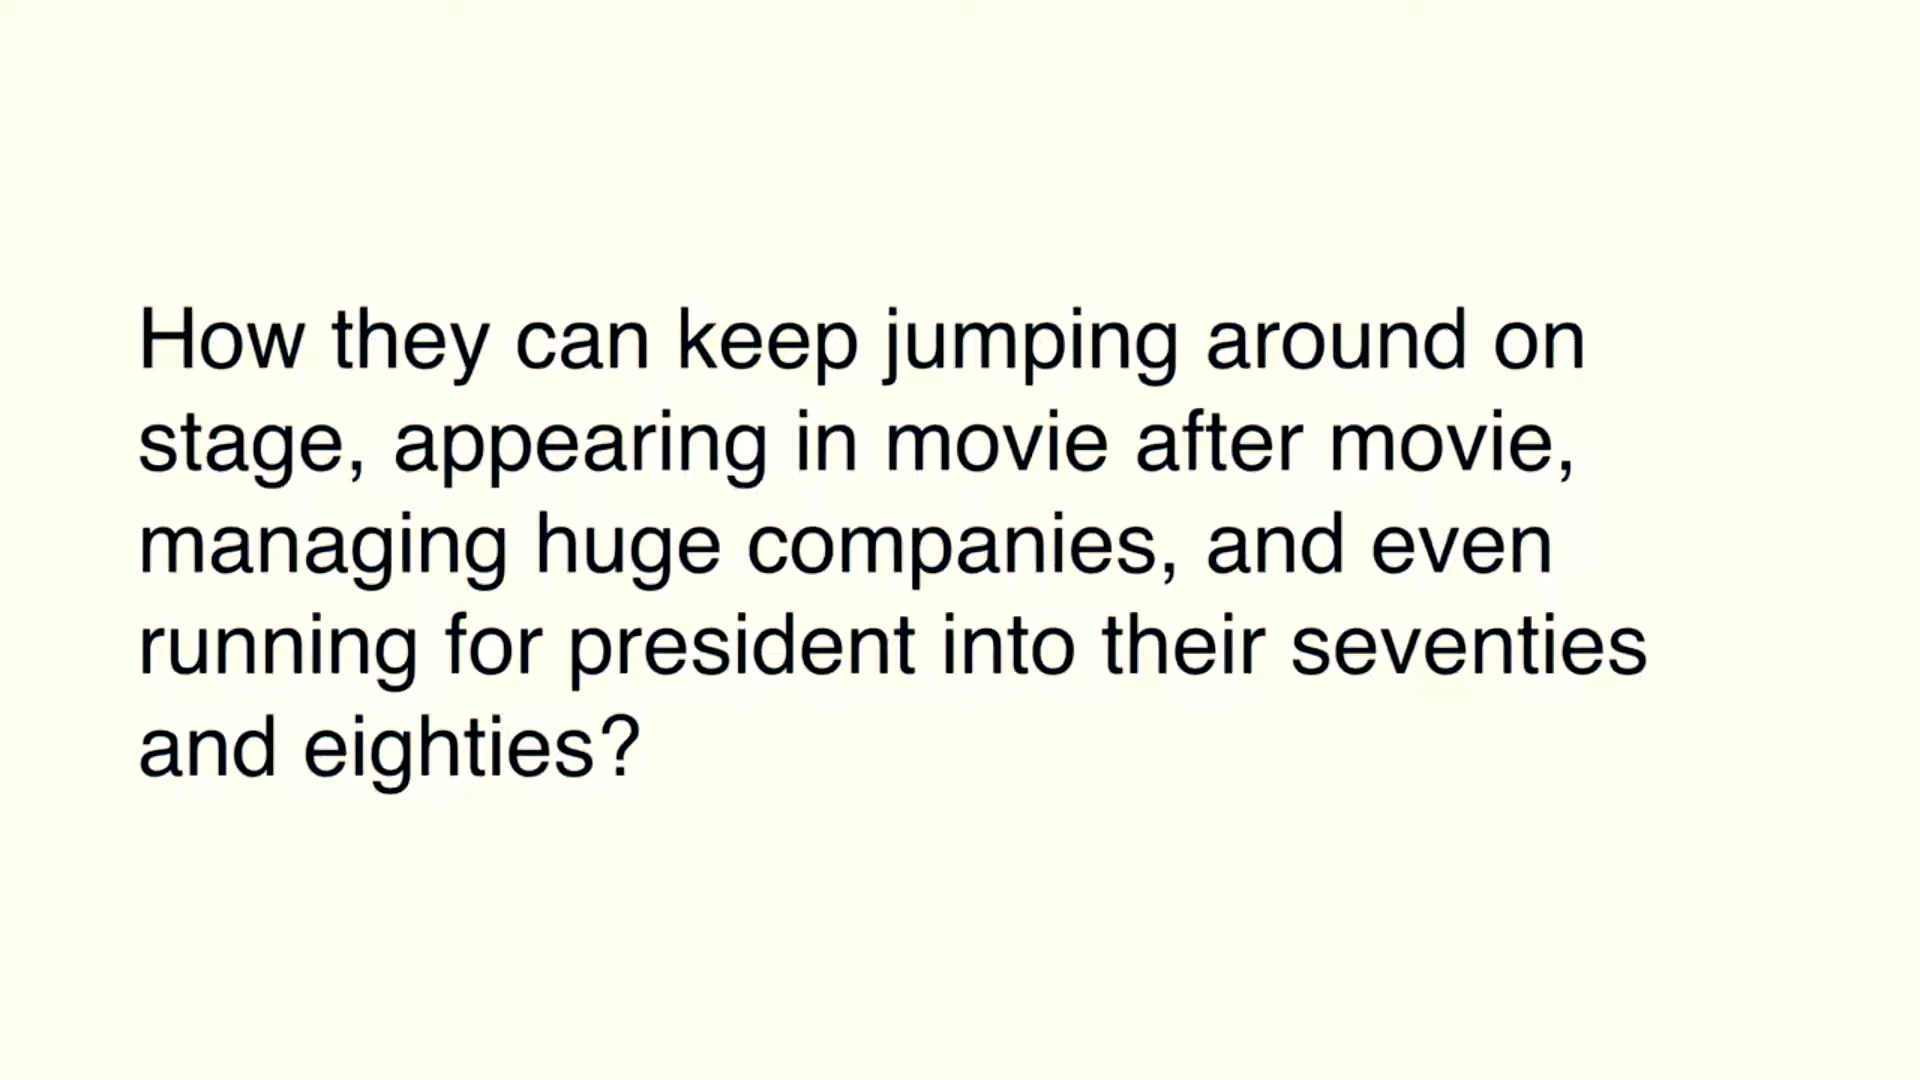 How they can keep jumping around on
stage, appearing in movie after movie,
managing huge companies, and even
running for president into their seventies
and eighties?